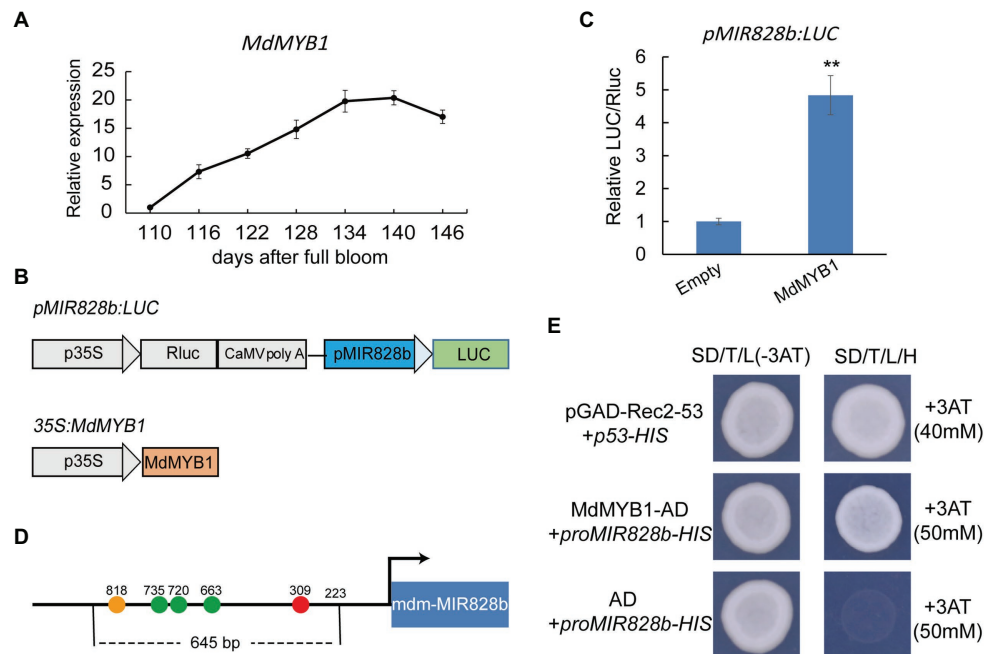 A
MdMYB1
Relative expression
25
20
15
10
5
0
110 116 122 128 134 140 146
days after full bloom
B
pMIR828b:LUC
p35S Rluc CaMV poly A pMIR828b LUC
35S:MdMYB1
p35S MdMYB1
C
pMIR828b:LUC
Relative LUC/Rluc
6
5
4
3
2
1
0
**
Empty MdMYB1
D
818 735 720 663 309 223
mdm-MIR828b
645 bp
E
SD/T/L(-3AT) SD/T/L/H
pGAD-Rec2-53
+p53-HIS
+3AT
(40mM)
MdMYB1-AD
+proMIR828b-HIS
+3AT
(50mM)
AD
+proMIR828b-HIS
+3AT
(50mM)